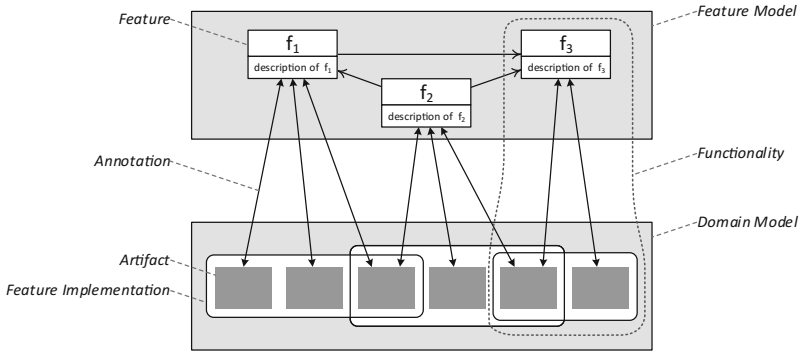 Feature
Feature Model
f1
description of f1
f3
description of f3
f2
description of f2
Annotation
Functionality
Domain Model
Artifact
Feature Implementation